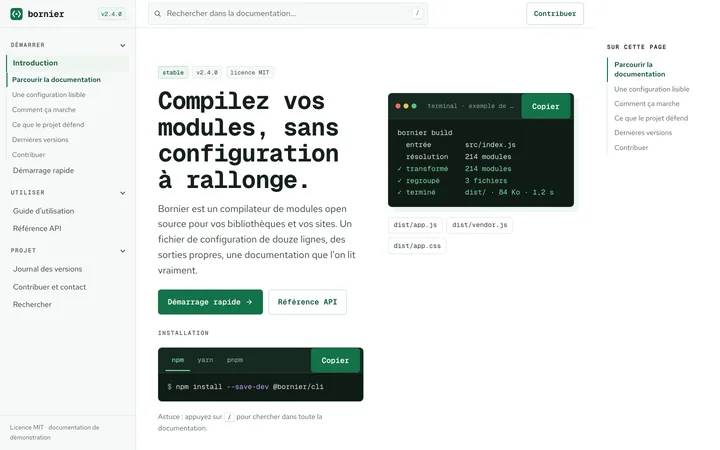 bornier
v2.4.0
Rechercher dans la documentation…
/
Contribuer
DÉMARRER
Introduction
Parcourir la documentation
Une configuration lisible
Comment ça marche
Ce que le projet défend
Dernières versions
Contribuer
Démarrage rapide
UTILISER
Guide d'utilisation
Référence API
PROJET
Journal des versions
Contribuer et contact
Rechercher
Licence MIT · documentation de
démonstration
stable
v2.4.0
licence MIT
Compilez vos
modules, sans
configuration
à rallonge.
Bornier est un compilateur de modules open
source pour vos bibliothèques et vos sites. Un
fichier de configuration de douze lignes, des
sorties propres, une documentation que l'on lit
vraiment.
Démarrage rapide →
Référence API
INSTALLATION
npm yarn pnpm
Copier
$ npm install --save-dev @bornier/cli
Astuce : appuyez sur / pour chercher dans toute la
documentation.
terminal · exemple de …
Copier
bornier build
entrée src/index.js
résolution 214 modules
✓ transformé 214 modules
✓ regroupé 3 fichiers
✓ terminé dist/ · 84 Ko · 1,2 s
dist/app.js
dist/vendor.js
dist/app.css
SUR CETTE PAGE
Parcourir la
documentation
Une configuration lisible
Comment ça marche
Ce que le projet défend
Dernières versions
Contribuer